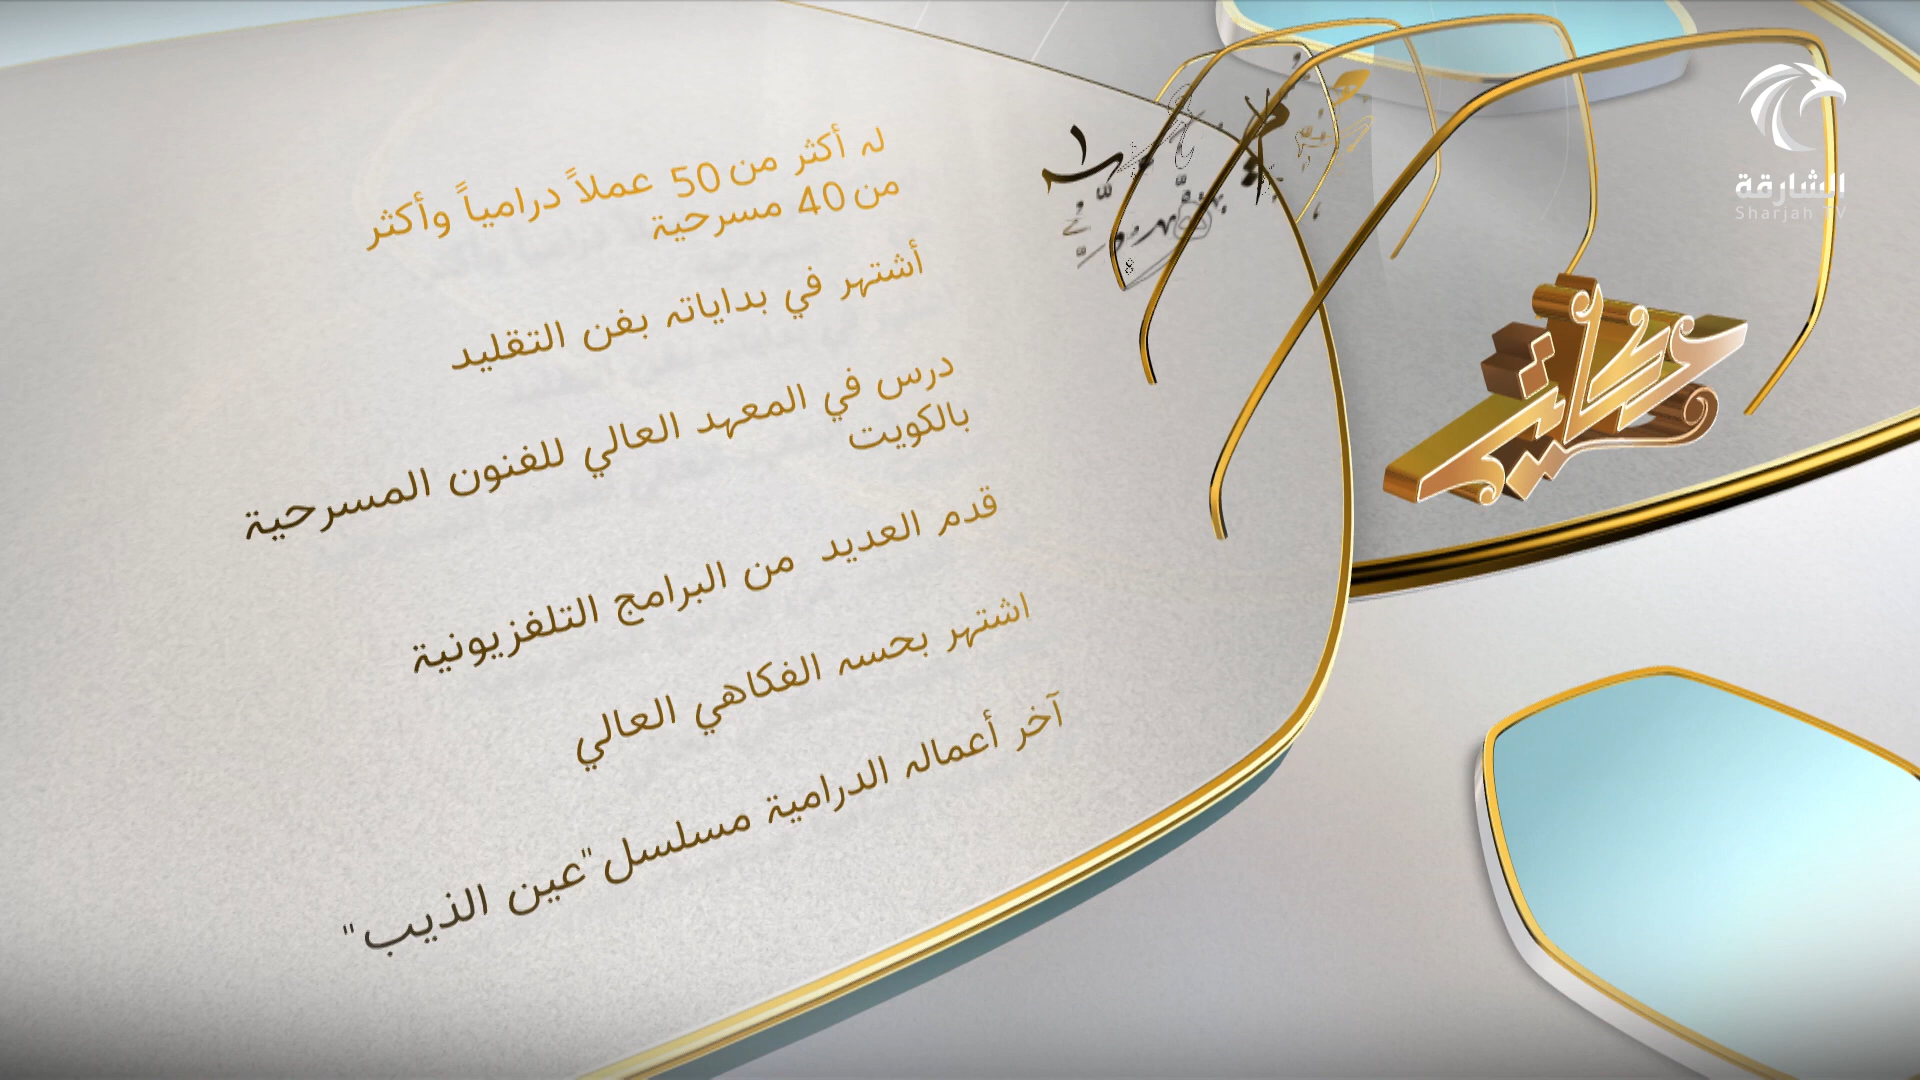 له أكثر من 50 عملاً درامياً وأكثر
من 40 مسرحية
أشتهر في بداياته بفن التقليد
درس في المعهد العالي للفنون المسرحية
بالكويت
قدم العديد من البرامج التلفزيونية
اشتهر بحسه الفكاهي العالي
آخر أعماله الدرامية مسلسل"عين الذيب"
الشارقة
Sharjah TV